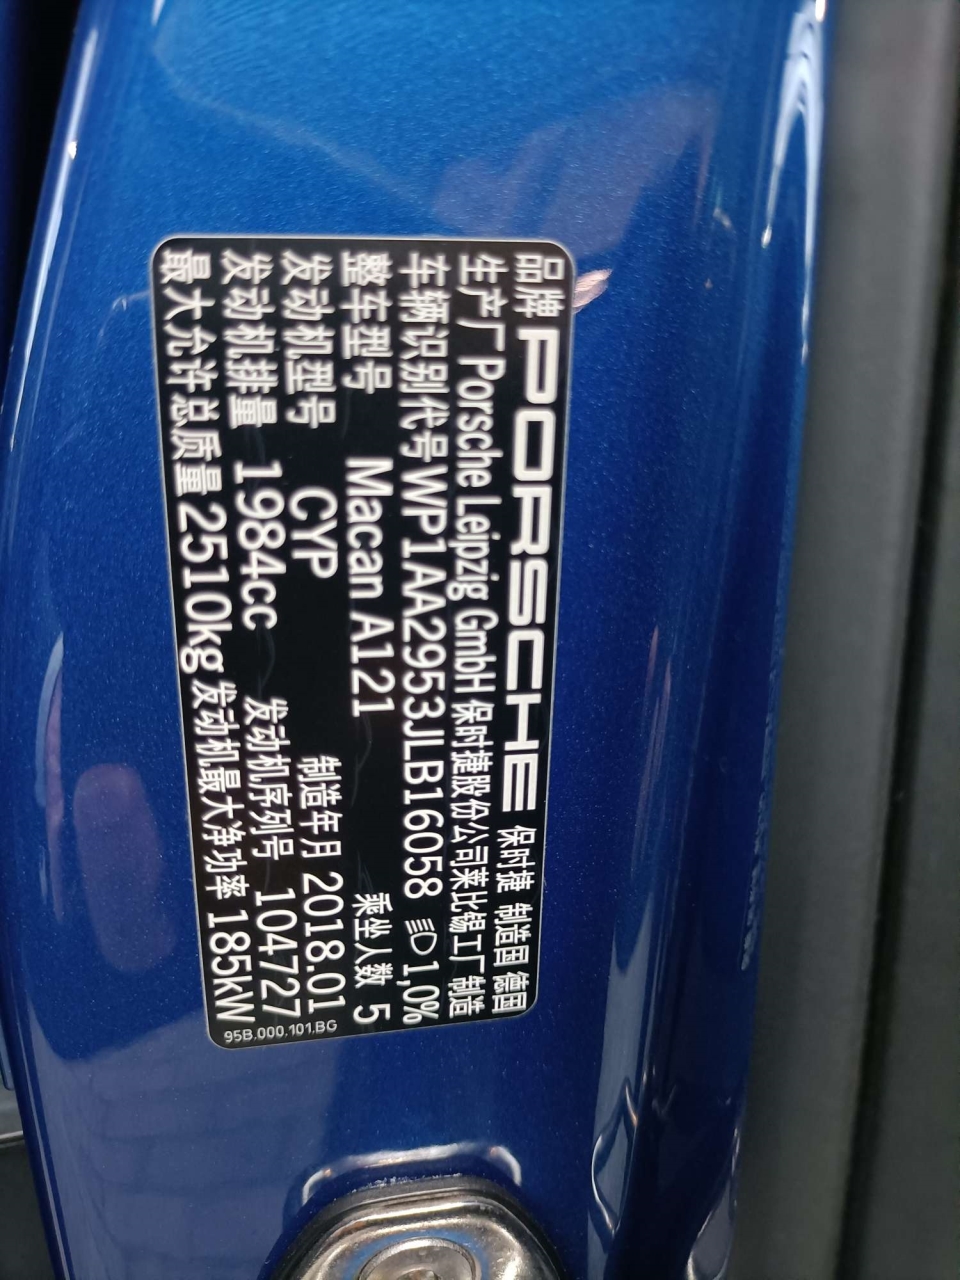 品牌 PORSCHE 保时捷 制造国 德国
生产厂 Porsche Leipzig GmbH 保时捷股份公司莱比锡工厂 制造
车辆识别代号 WP1AA2953JLB16058 1,0%
整车型号 Macan A121 乘坐人数 5
发动机型号 CYP 制造年月 2018.01
发动机排量 1984cc 发动机序列号 104727
最大允许总质量 2510kg 发动机最大净功率 185kW
95B.000.101.BG